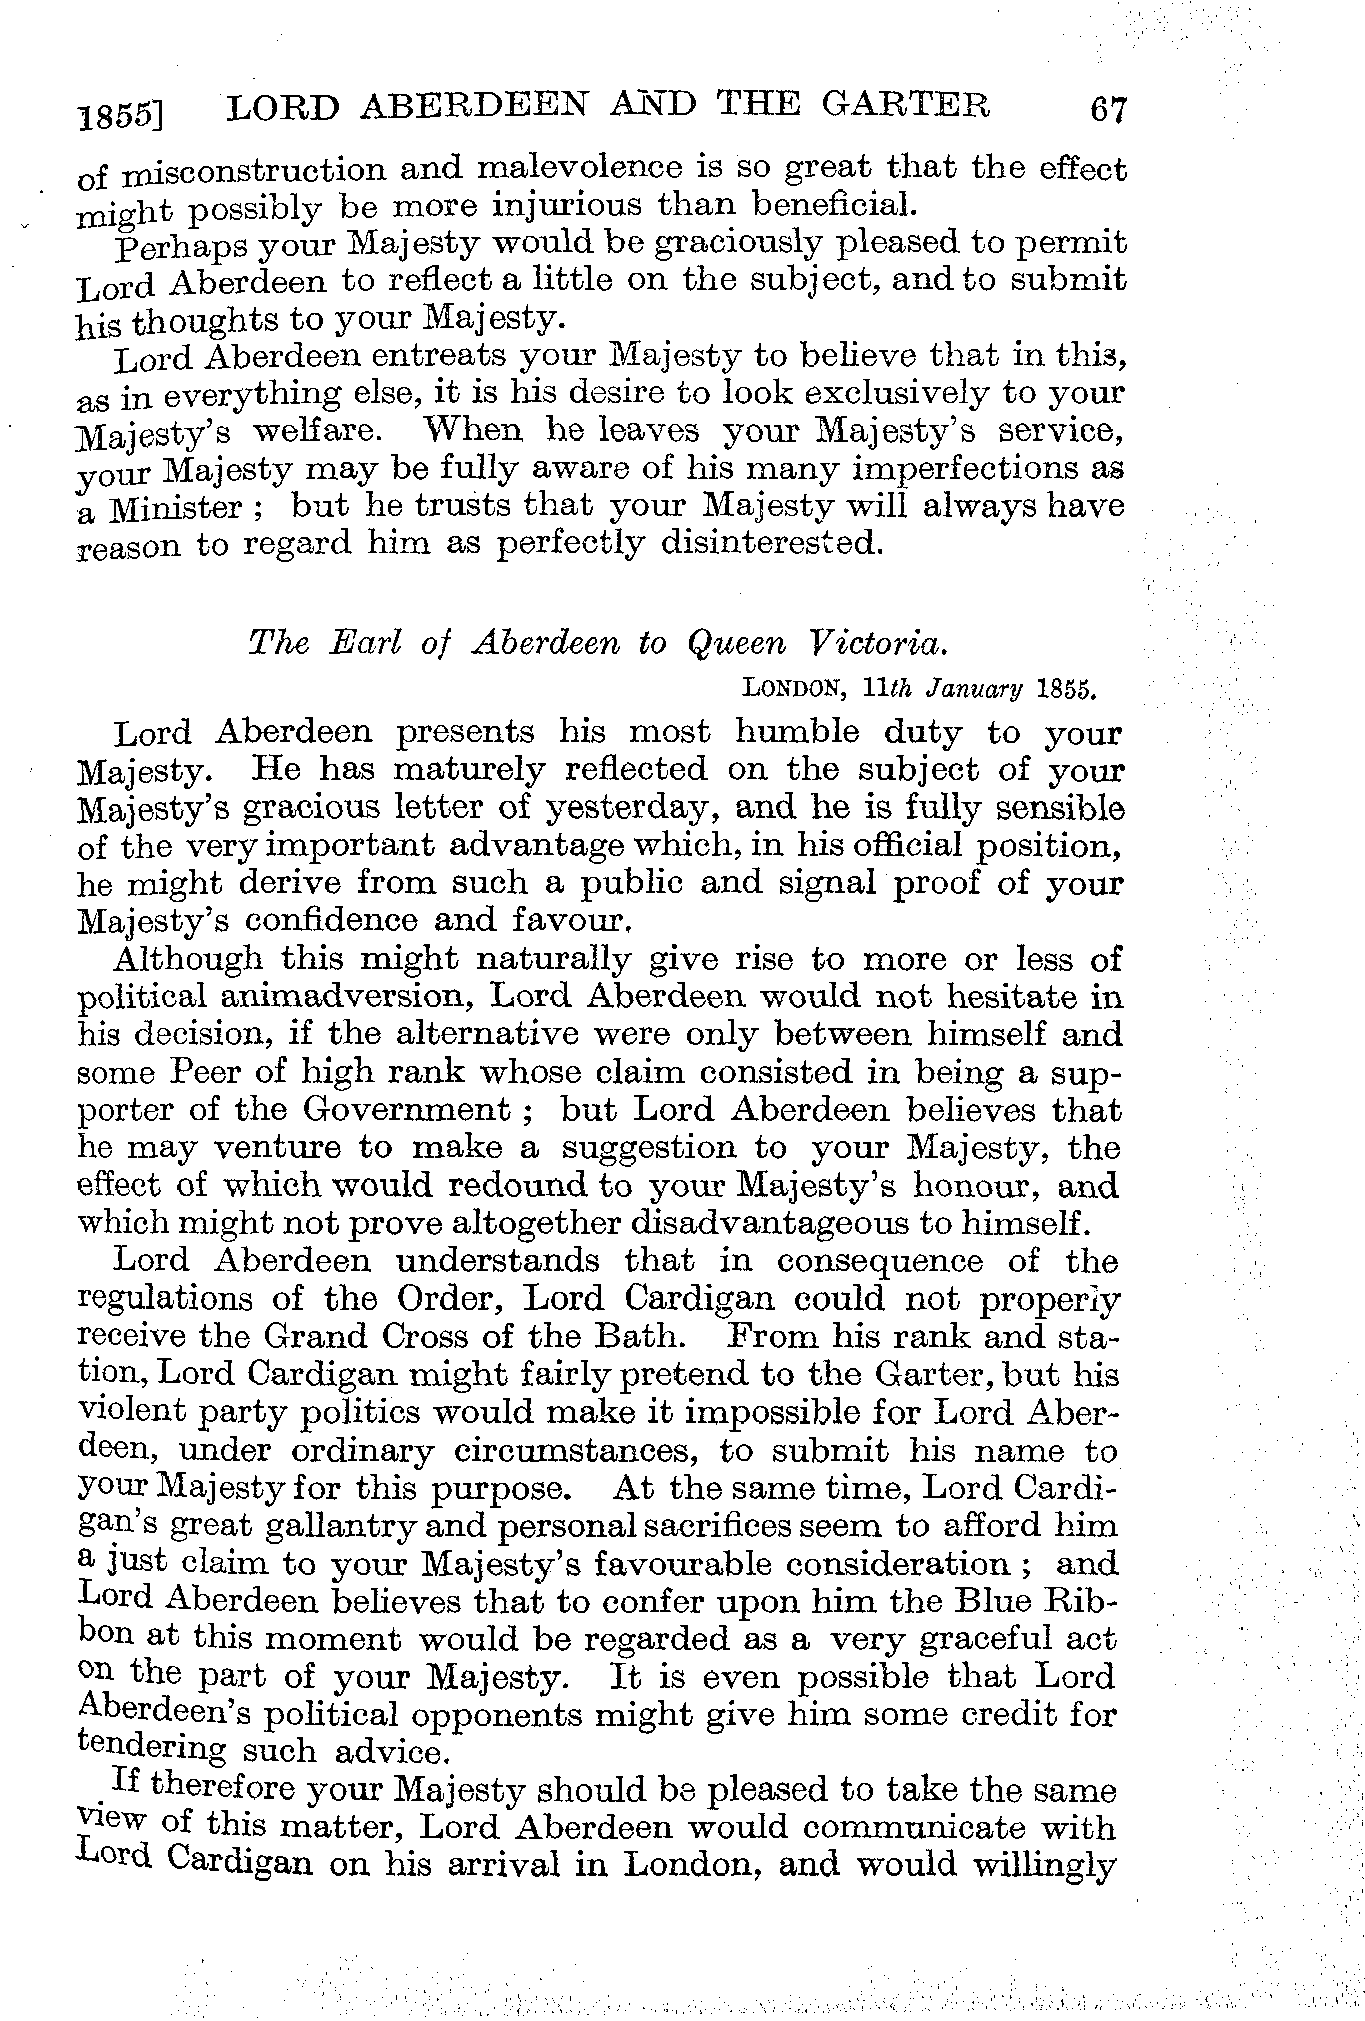 1855] LORD ABERDEEN AND THE GARTER 67
of misconstruction and malevolence is so great that the effect
might possibly be more injurious than beneficial.
Perhaps your Majesty would be graciously pleased to permit
Lord Aberdeen to reflect a little on the subject, and to submit
his thoughts to your Majesty.
Lord Aberdeen entreats your Majesty to believe that in this,
as in everything else, it is his desire to look exclusively to your
Majesty's welfare. When he leaves your Majesty's service,
your Majesty may be fully aware of his many imperfections as
a Minister ; but he trusts that your Majesty will always have
reason to regard him as perfectly disinterested.
The Earl of Aberdeen to Queen Victoria.
LONDON, 11th January 1855.
Lord Aberdeen presents his most humble duty to your
Majesty. He has maturely reflected on the subject of your
Majesty's gracious letter of yesterday, and he is fully sensible
of the very important advantage which, in his official position,
he might derive from such a public and signal proof of your
Majesty's confidence and favour.
Although this might naturally give rise to more or less of
political animadversion, Lord Aberdeen would not hesitate in
his decision, if the alternative were only between himself and
some Peer of high rank whose claim consisted in being a sup-
porter of the Government ; but Lord Aberdeen believes that
he may venture to make a suggestion to your Majesty, the
effect of which would redound to your Majesty's honour, and
which might not prove altogether disadvantageous to himself.
Lord Aberdeen understands that in consequence of the
regulations of the Order, Lord Cardigan could not properly
receive the Grand Cross of the Bath. From his rank and sta-
tion, Lord Cardigan might fairly pretend to the Garter, but his
violent party politics would make it impossible for Lord Aber-
deen, under ordinary circumstances, to submit his name to
your Majesty for this purpose. At the same time, Lord Cardi-
gan's great gallantry and personal sacrifices seem to afford him
a just claim to your Majesty's favourable consideration ; and
Lord Aberdeen believes that to confer upon him the Blue Rib-
bon at this moment would be regarded as a very graceful act
on the part of your Majesty. It is even possible that Lord
Aberdeen's political opponents might give him some credit for
tendering such advice.
If therefore your Majesty should be pleased to take the same
view of this matter, Lord Aberdeen would communicate with
Lord Cardigan on his arrival in London, and would willingly